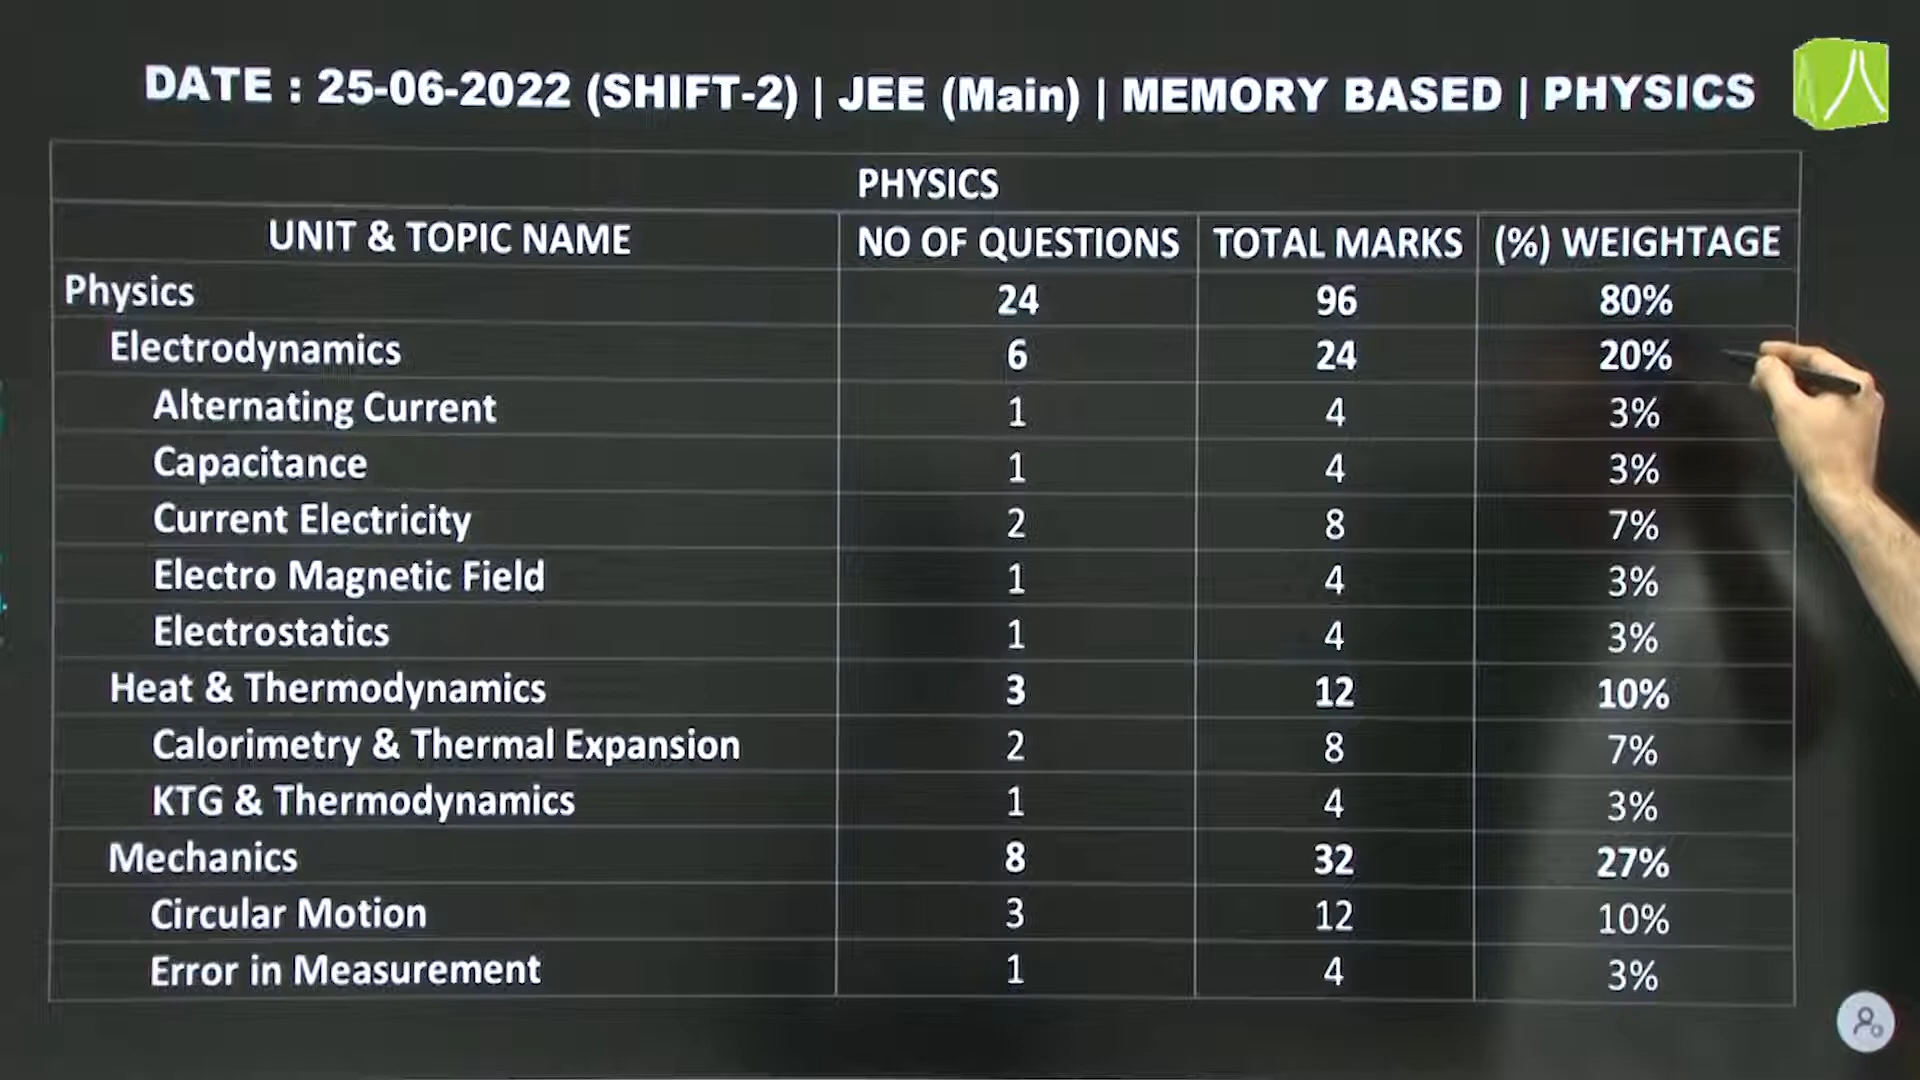 DATE : 25-06-2022 (SHIFT-2) | JEE (Main) | MEMORY BASED | PHYSICS
PHYSICS
UNIT & TOPIC NAME NO OF QUESTIONS TOTAL MARKS (%) WEIGHTAGE
Physics 24 96 80%
Electrodynamics 6 24 20%
Alternating Current 1 4 3%
Capacitance 1 4 3%
Current Electricity 2 8 7%
Electro Magnetic Field 1 4 3%
Electrostatics 1 4 3%
Heat & Thermodynamics 3 12 10%
Calorimetry & Thermal Expansion 2 8 7%
KTG & Thermodynamics 1 4 3%
Mechanics 8 32 27%
Circular Motion 3 12 10%
Error in Measurement 1 4 3%